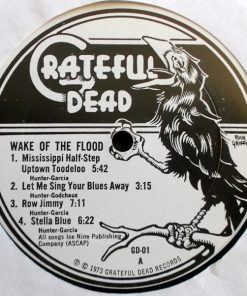 GRATEFUL
DEAD
RICK
GRIFFIN
WAKE OF THE FLOOD
1. Mississippi Half-Step
Uptown Toodeloo 5:42
Hunter-Garcia
2. Let Me Sing Your Blues Away 3:15
Hunter-Godchaux
3. Row Jimmy 7:11
Hunter-Garcia
4. Stella Blue 6:22
Hunter-Garcia
All songs Ice Nine Publishing
Company (ASCAP)
GD-01
A
℗ © 1973 GRATEFUL DEAD RECORDS